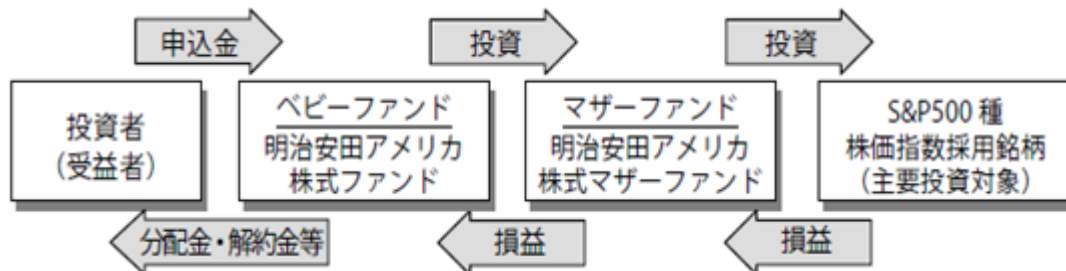 申込金
投資
投資
投資者
（受益者）
ベビーファンド
明治安田アメリカ
株式ファンド
マザーファンド
明治安田アメリカ
株式マザーファンド
S&P500 種
株価指数採用銘柄
（主要投資対象）
分配金・解約金等
損益
損益